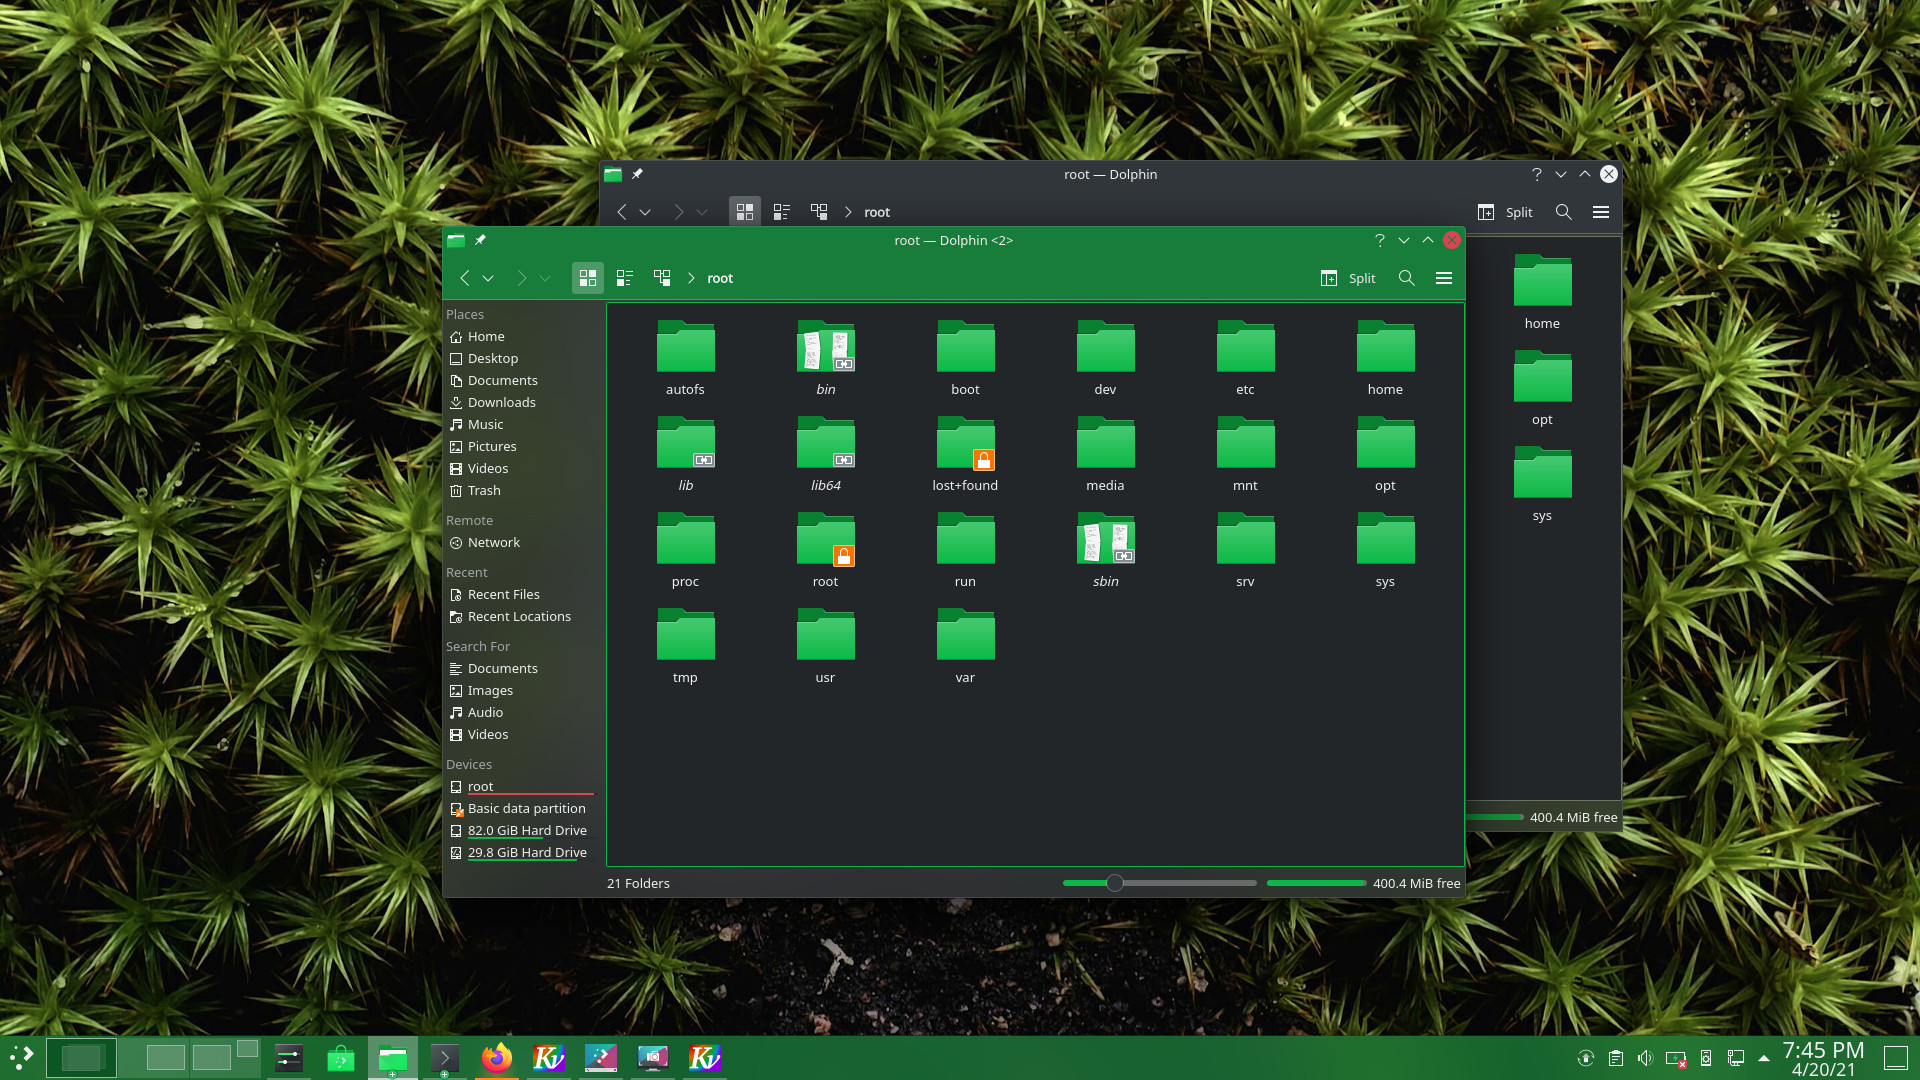 root — Dolphin
root
Split
root — Dolphin <2>
root
Split
Places
Home
Desktop
Documents
Downloads
Music
Pictures
Videos
Trash
Remote
Network
Recent
Recent Files
Recent Locations
Search For
Documents
Images
Audio
Videos
Devices
root
Basic data partition
82.0 GiB Hard Drive
29.8 GiB Hard Drive
autofs
bin
boot
dev
etc
home
lib
lib64
lost+found
media
mnt
opt
proc
root
run
sbin
srv
sys
tmp
usr
var
21 Folders
400.4 MiB free
home
opt
sys
400.4 MiB free
Kv
Kv
7:45 PM
4/20/21